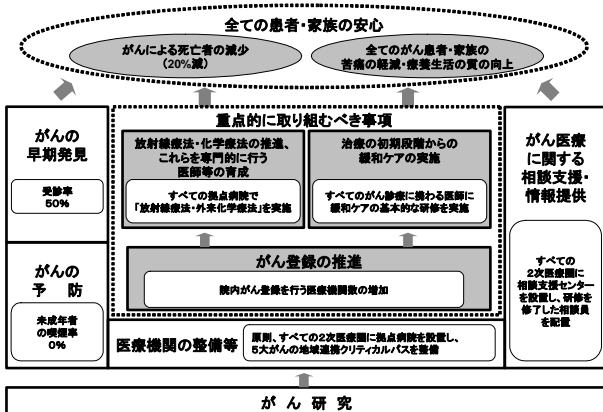 全ての患者・家族の安心
がんによる死亡者の減少
(20%減)
全てのがん患者・家族の
苦痛の軽減・療養生活の質の向上
がんの
早期発見
受診率
50%
がんの
予 防
未成年者
の喫煙率
0%
重点的に取り組むべき事項
放射線療法・化学療法の推進、
これらを専門的に行う
医師等の育成
すべての拠点病院で
「放射線療法・外来化学療法」を実施
治療の初期段階からの
緩和ケアの実施
すべてのがん診療に携わる医師に
緩和ケアの基本的な研修を実施
がん登録の推進
院内がん登録を行う医療機関数の増加
医療機関の整備等
原則、すべての2次医療圏に拠点病院を設置し、
5大がんの地域連携クリティカルパスを整備
がん医療
に関する
相談支援・
情報提供
すべての
2次医療圏に
相談支援センター
を設置し、研修を
修了した相談員
を配置
が ん 研 究